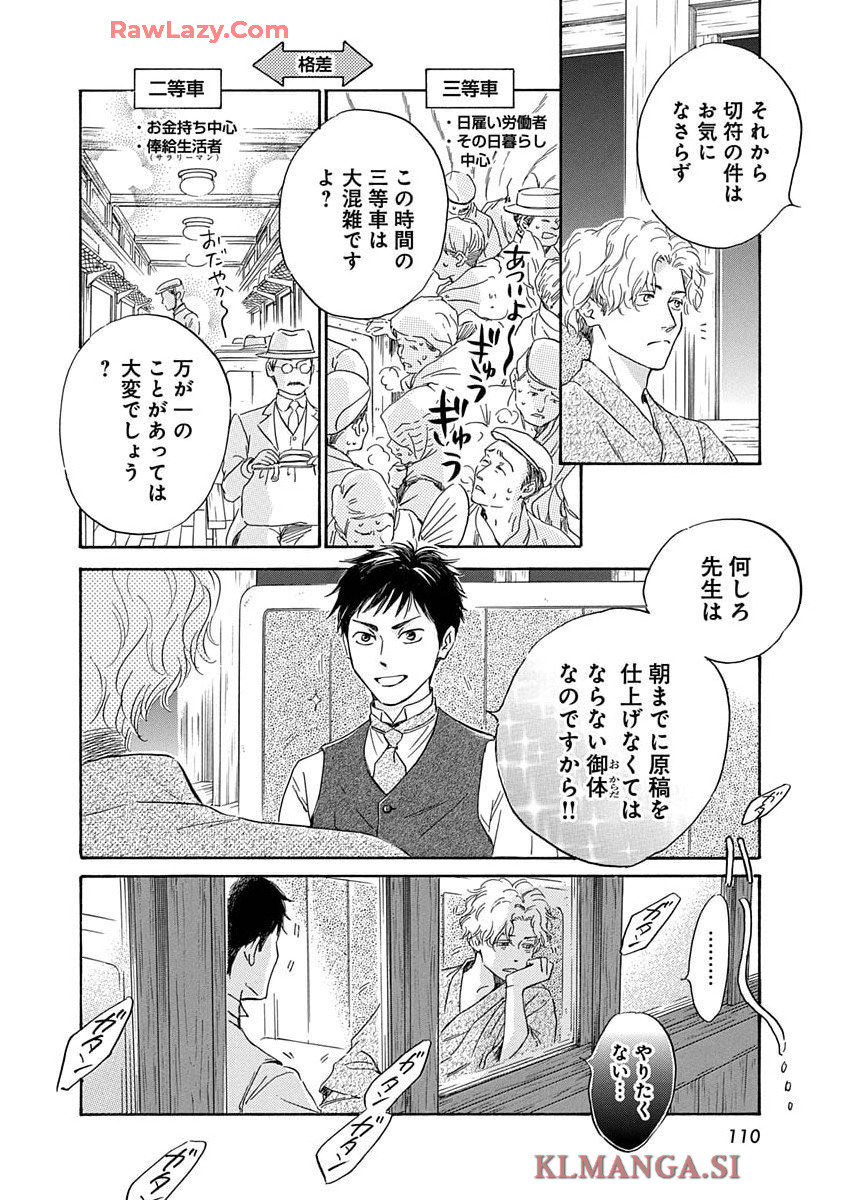 RawLazy.Com
それから
切符の件は
お気に
なさらず
格差
三等車
・日雇い労働者
・その日暮らし
中心
この時間の
三等車は
大混雑です
よ?
あついよ〜
ぎゅう
ぎゅう
二等車
・お金持ち中心
・俸給生活者
(サラリーマン)
おだやか〜
万が一の
ことがあっては
大変でしょう
?
何しろ
先生は
朝までに原稿を
仕上げなくては
ならない御体
おからだ
なのですから!!
………
ガタン
ガタン
やりたく
ない…
ガタン
ガタン
ガタン
ガタン
110
KLMANGA.SI